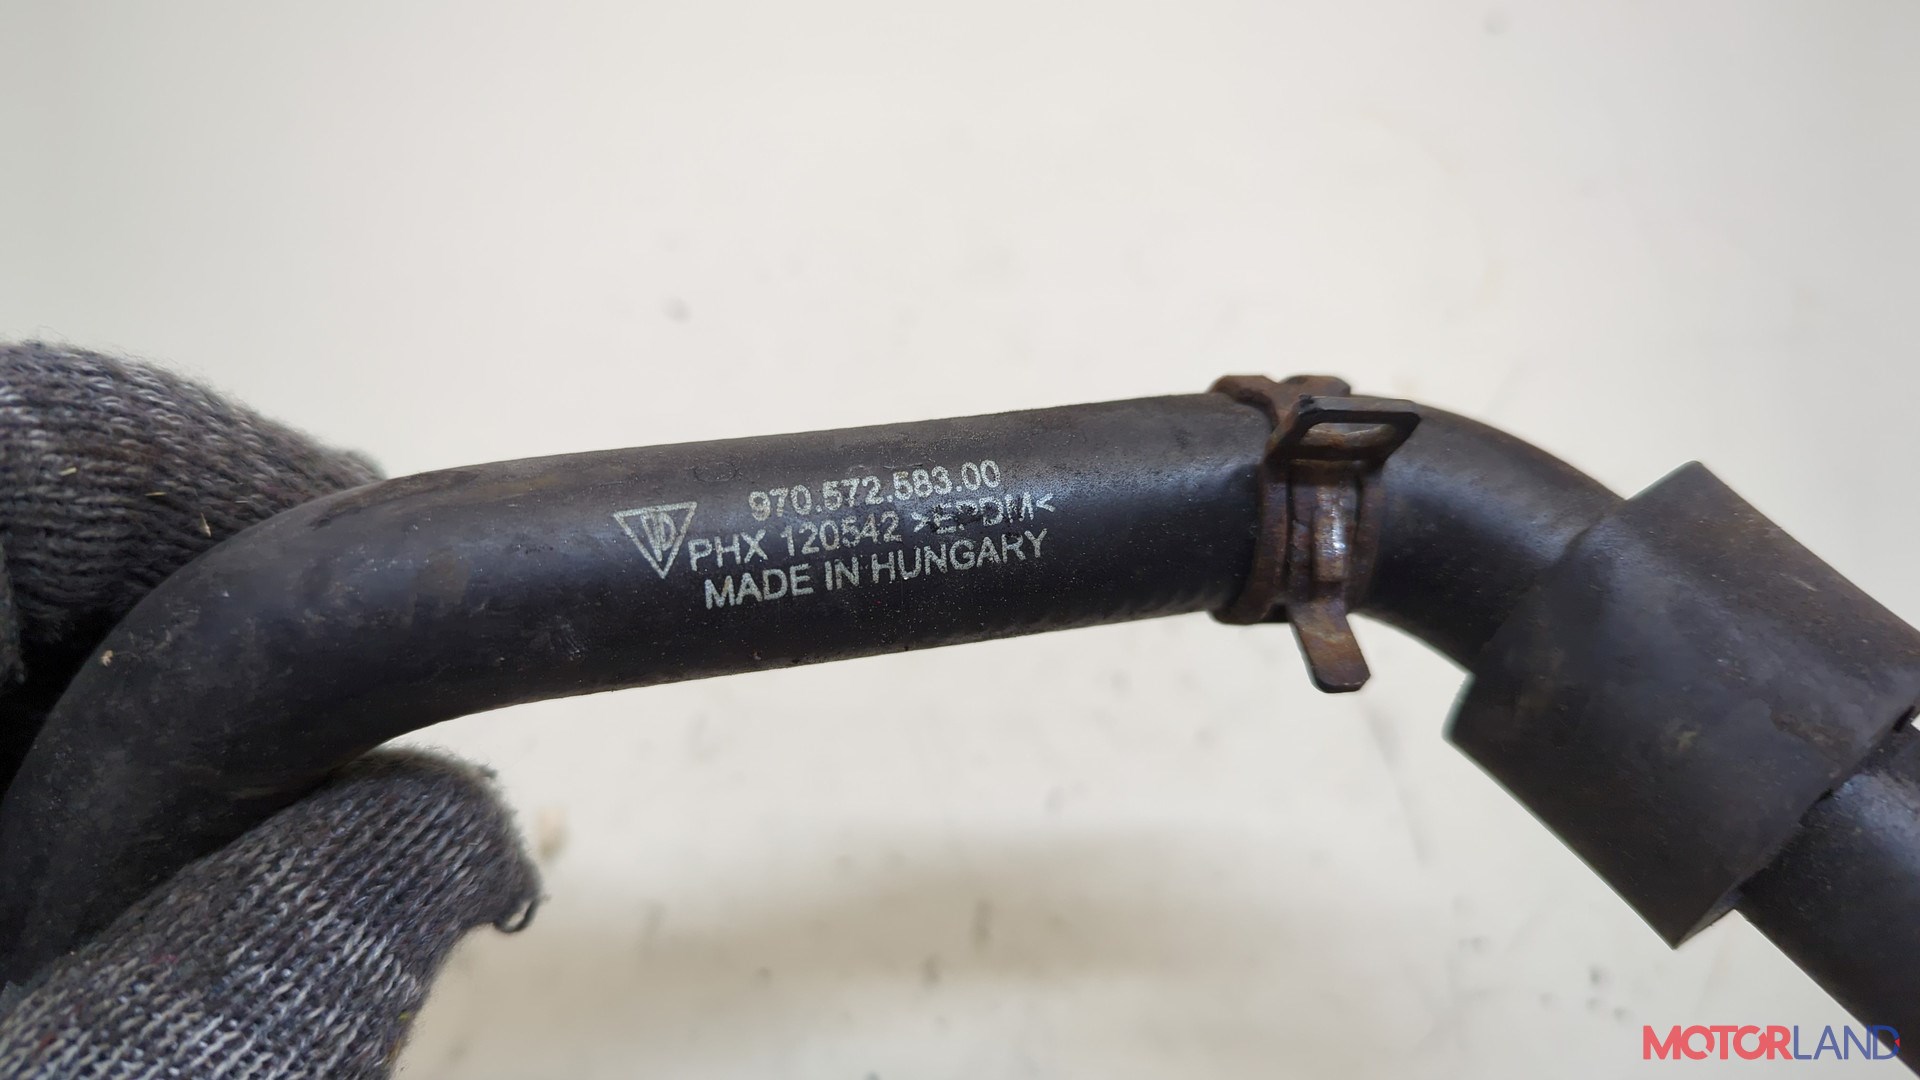 970.572.583.00
PHX 120542 >EPDM<
MADE IN HUNGARY
MOTORLAND